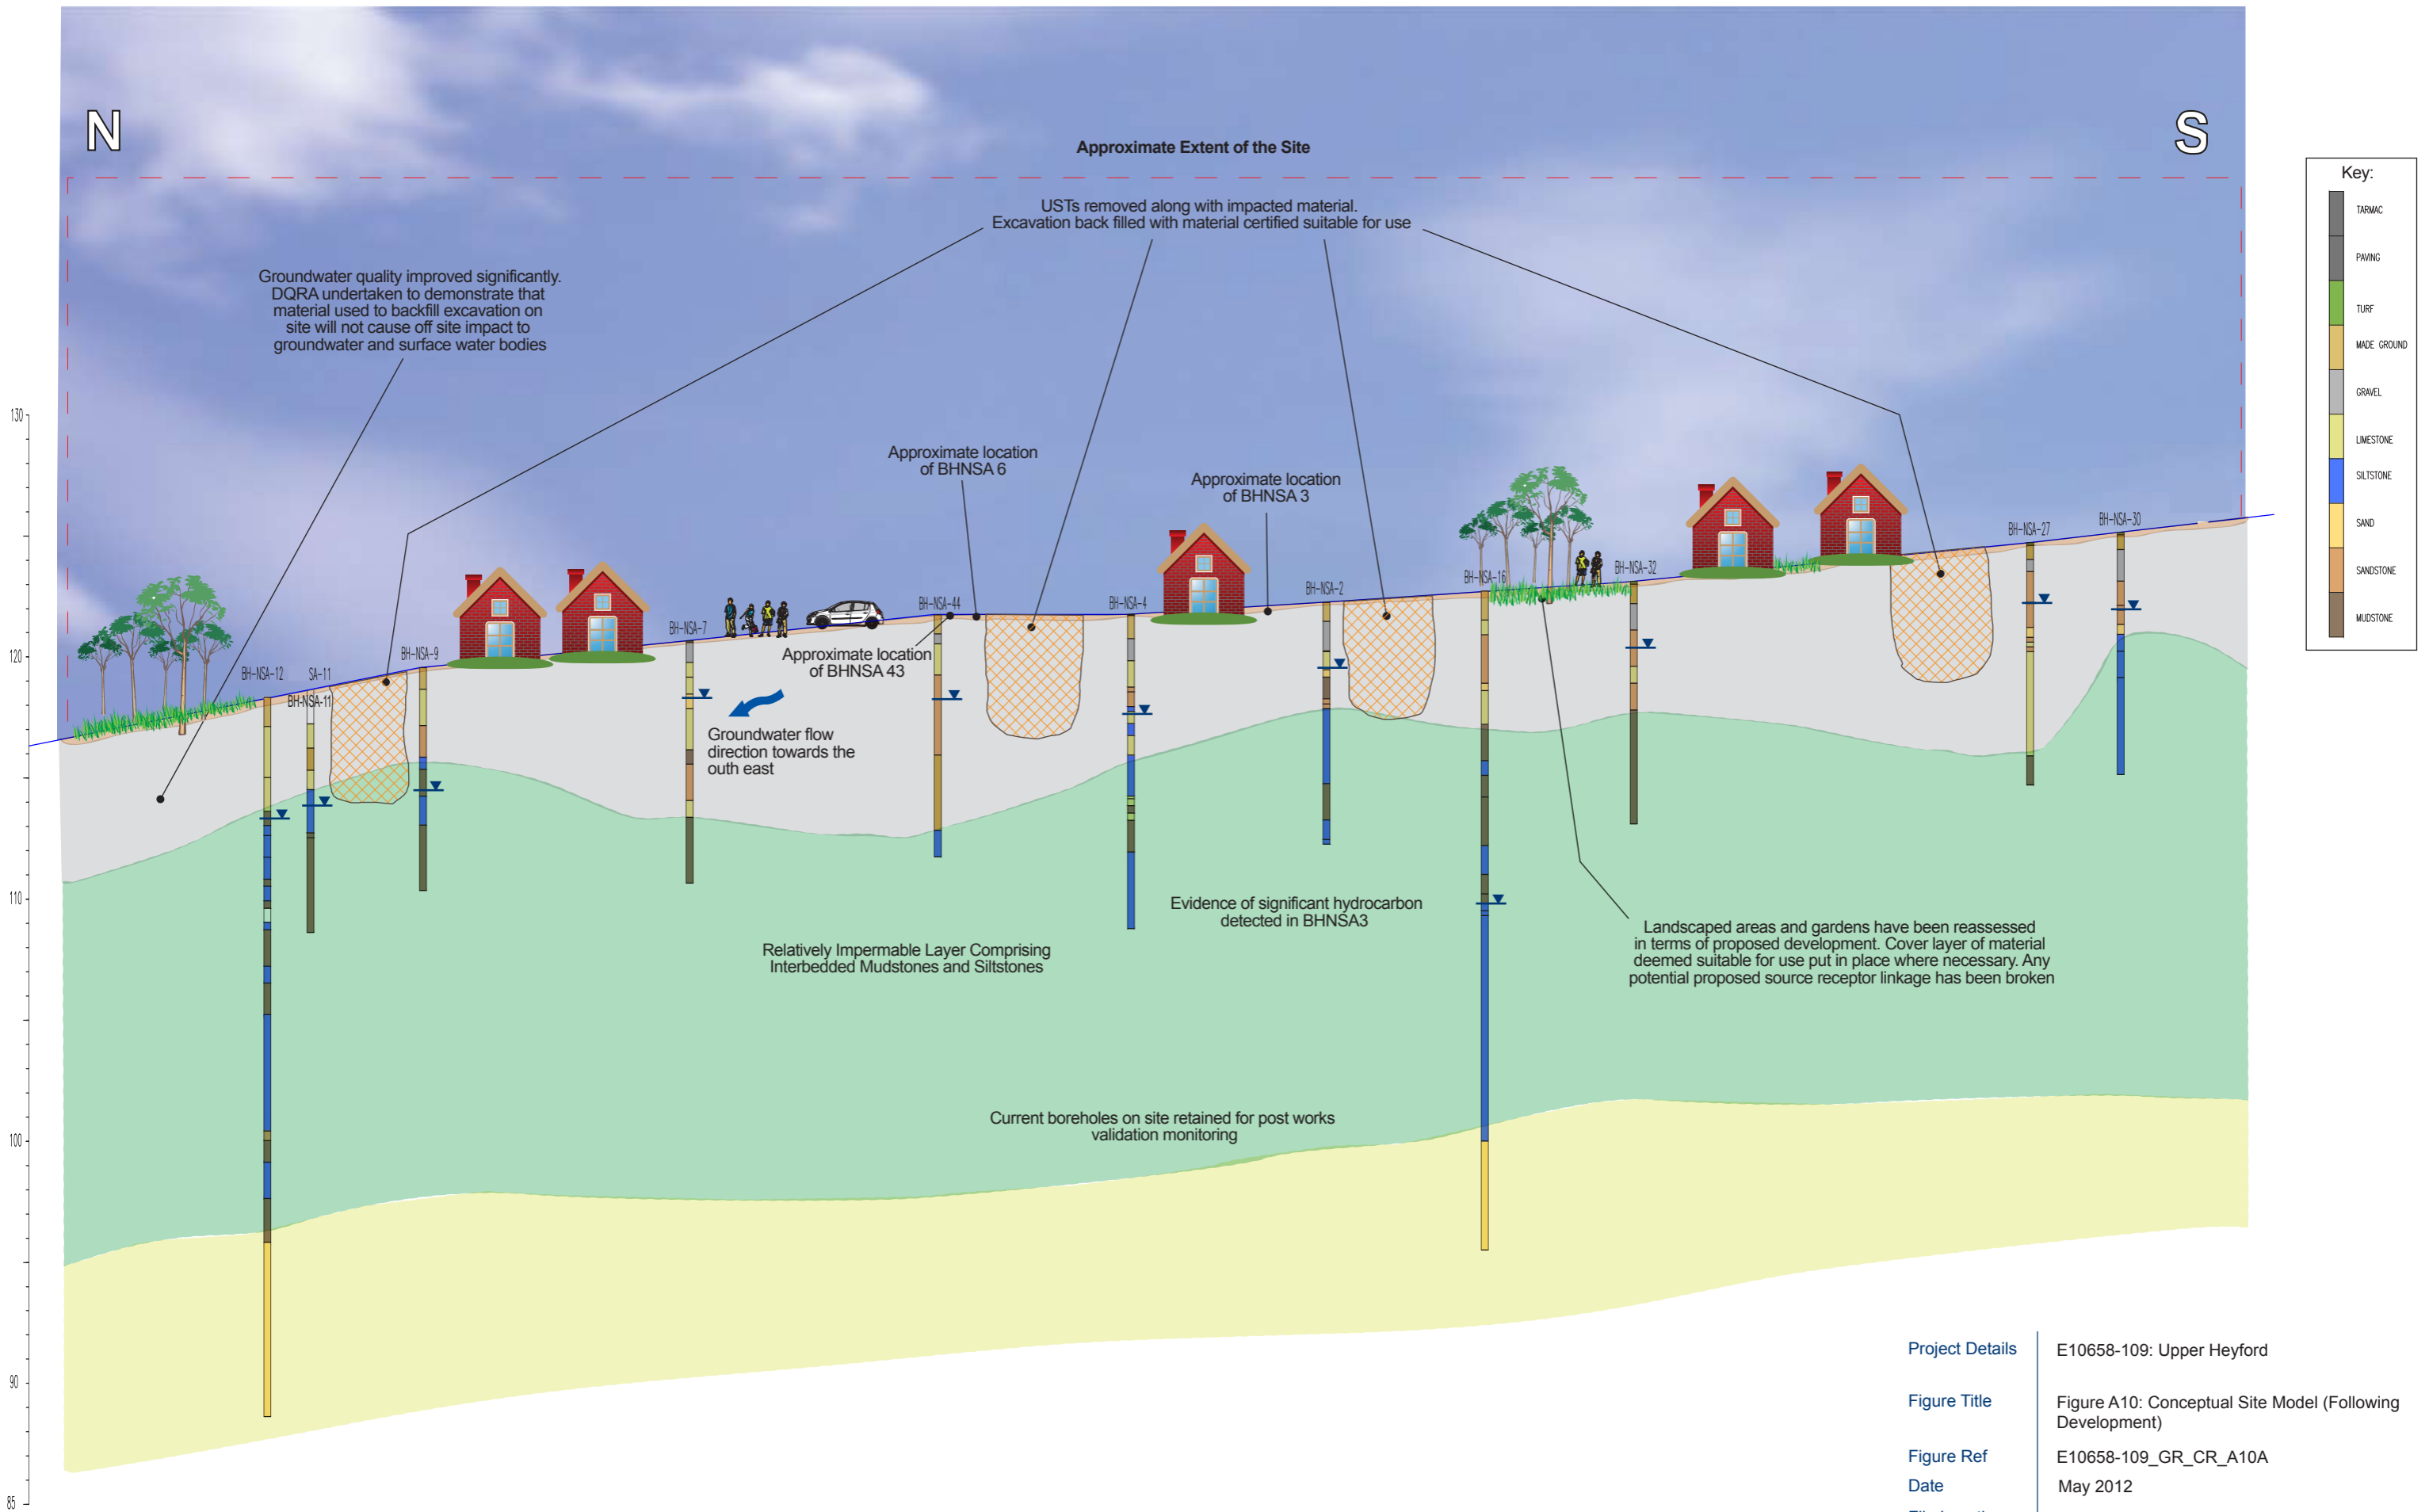 N
S
Approximate Extent of the Site
USTs removed along with impacted material.
Excavation back filled with material certified suitable for use
Groundwater quality improved significantly.
DQRA undertaken to demonstrate that
material used to backfill excavation on
site will not cause off site impact to
groundwater and surface water bodies
Key:
TARMAC
PAVING
TURF
MADE GROUND
GRAVEL
LIMESTONE
SILTSTONE
SAND
SANDSTONE
MUDSTONE
130
120
110
100
90
85
Approximate location
of BHNSA 6
Approximate location
of BHNSA 3
BH-NSA-12
SA-11
BH-NSA-11
BH-NSA-9
BH-NSA-7
BH-NSA-44
BH-NSA-4
BH-NSA-2
BH-NSA-16
BH-NSA-32
BH-NSA-27
BH-NSA-30
Approximate location
of BHNSA 43
Groundwater flow
direction towards the
outh east
Evidence of significant hydrocarbon
detected in BHNSA3
Relatively Impermable Layer Comprising
Interbedded Mudstones and Siltstones
Landscaped areas and gardens have been reassessed
in terms of proposed development. Cover layer of material
deemed suitable for use put in place where necessary. Any
potential proposed source receptor linkage has been broken
Current boreholes on site retained for post works
validation monitoring
Project Details E10658-109: Upper Heyford
Figure Title Figure A10: Conceptual Site Model (Following
Development)
Figure Ref E10658-109_GR_CR_A10A
Date May 2012